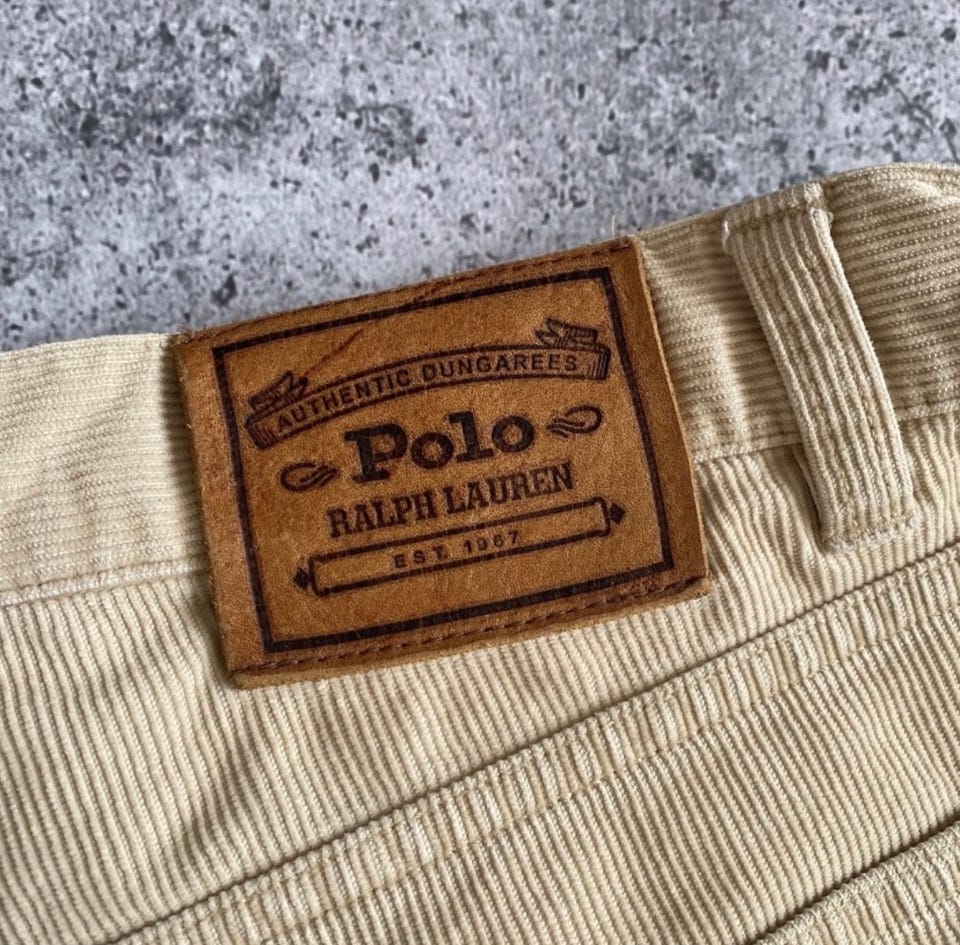 AUTHENTIC DUNGAREES
Polo
RALPH LAUREN
EST. 1967